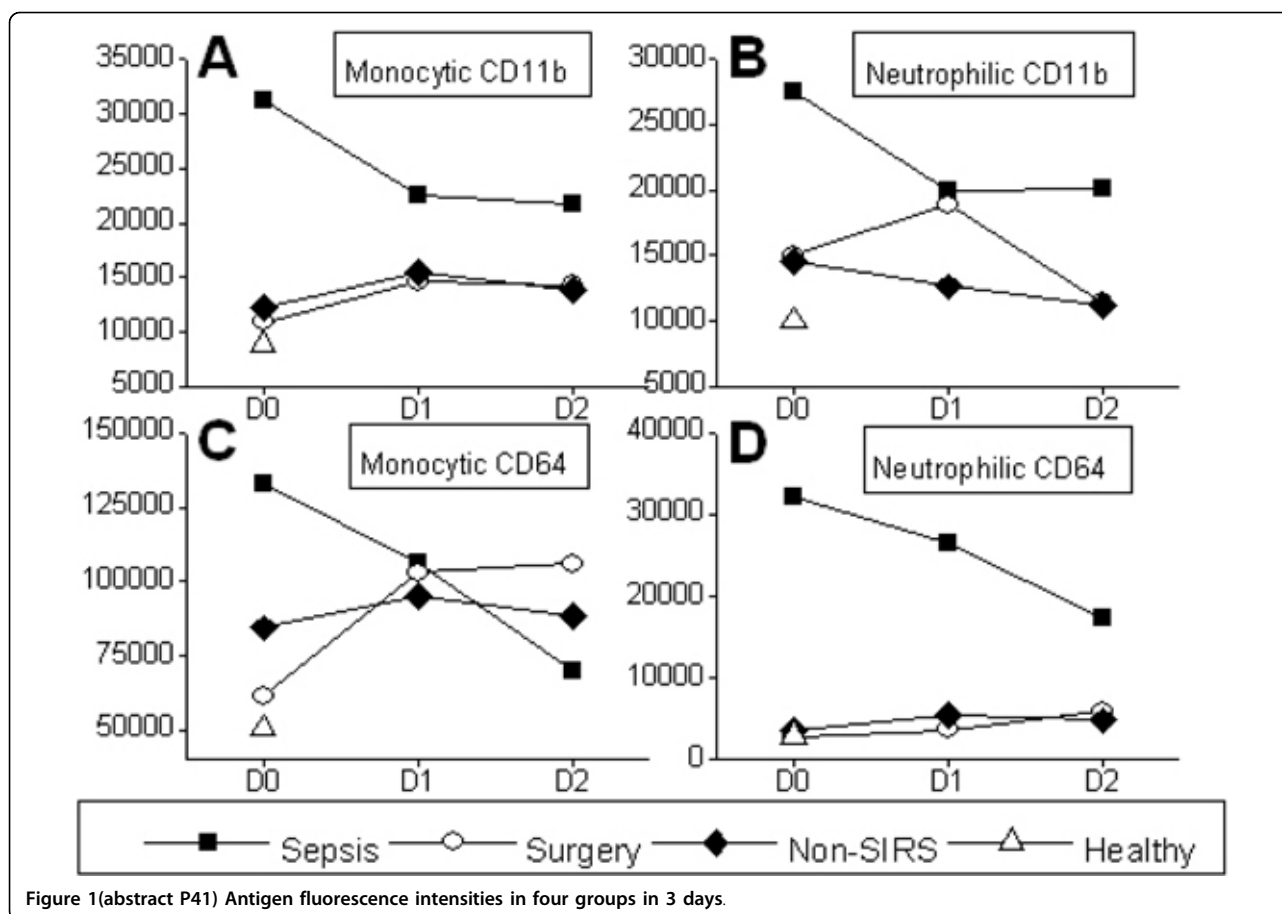 A
Monocytic CD11b
35000
30000
25000
20000
15000
10000
5000
D0 D1 D2
B
Neutrophilic CD11b
30000
25000
20000
15000
10000
5000
D0 D1 D2
C
Monocytic CD64
150000
125000
100000
75000
50000
D0 D1 D2
D
Neutrophilic CD64
40000
30000
20000
10000
0
D0 D1 D2
Sepsis Surgery Non-SIRS Healthy
Figure 1(abstract P41) Antigen fluorescence intensities in four groups in 3 days.